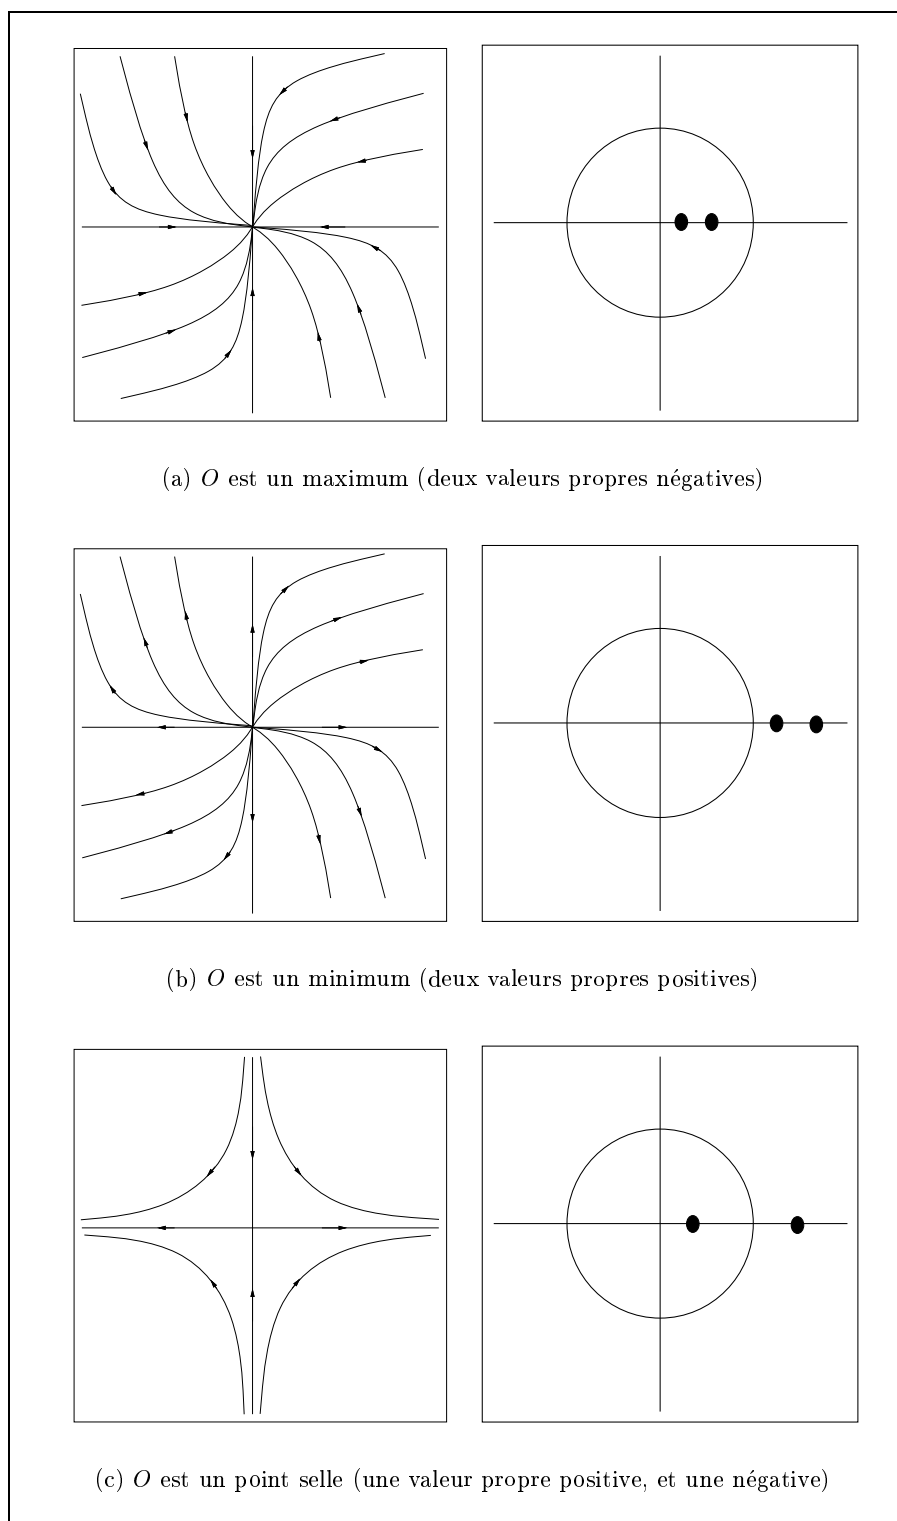 (a) O est un maximum (deux valeurs propres négatives)
(b) O est un minimum (deux valeurs propres positives)
(c) O est un point selle (une valeur propre positive, et une négative)